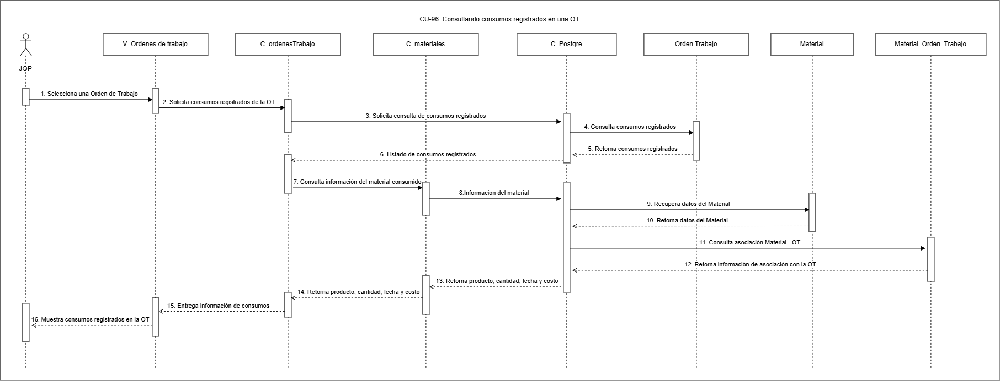 CU-96: Consultando consumos registrados en una OT
V_Ordenes de trabajo
C_ordenesTrabajo
C_materiales
C_Postgre
Orden Trabajo
Material
Material_Orden_Trabajo
JOP
1. Selecciona una Orden de Trabajo
2. Solicita consumos registrados de la OT
3. Solicita consulta de consumos registrados
4. Consulta consumos registrados
5. Retorna consumos registrados
6. Listado de consumos registrados
7. Consulta información del material consumido
8.Informacion del material
9. Recupera datos del Material
10. Retorna datos del Material
11. Consulta asociación Material - OT
12. Retorna información de asociación con la OT
13. Retorna producto, cantidad, fecha y costo
14. Retorna producto, cantidad, fecha y costo
15. Entrega información de consumos
16. Muestra consumos registrados en la OT